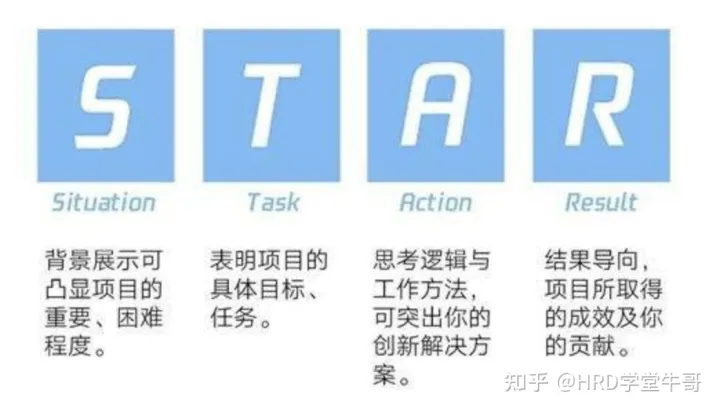 S
T
A
R
Situation
Task
Action
Result
背景展示可
凸显项目的
重要、困难
程度。
表明项目的
具体目标、
任务。
思考逻辑与
工作方法，
可突出你的
创新解决方
案。
结果导向，
项目所取得
的成效及你
的贡献。
知乎 @HRD学堂牛哥